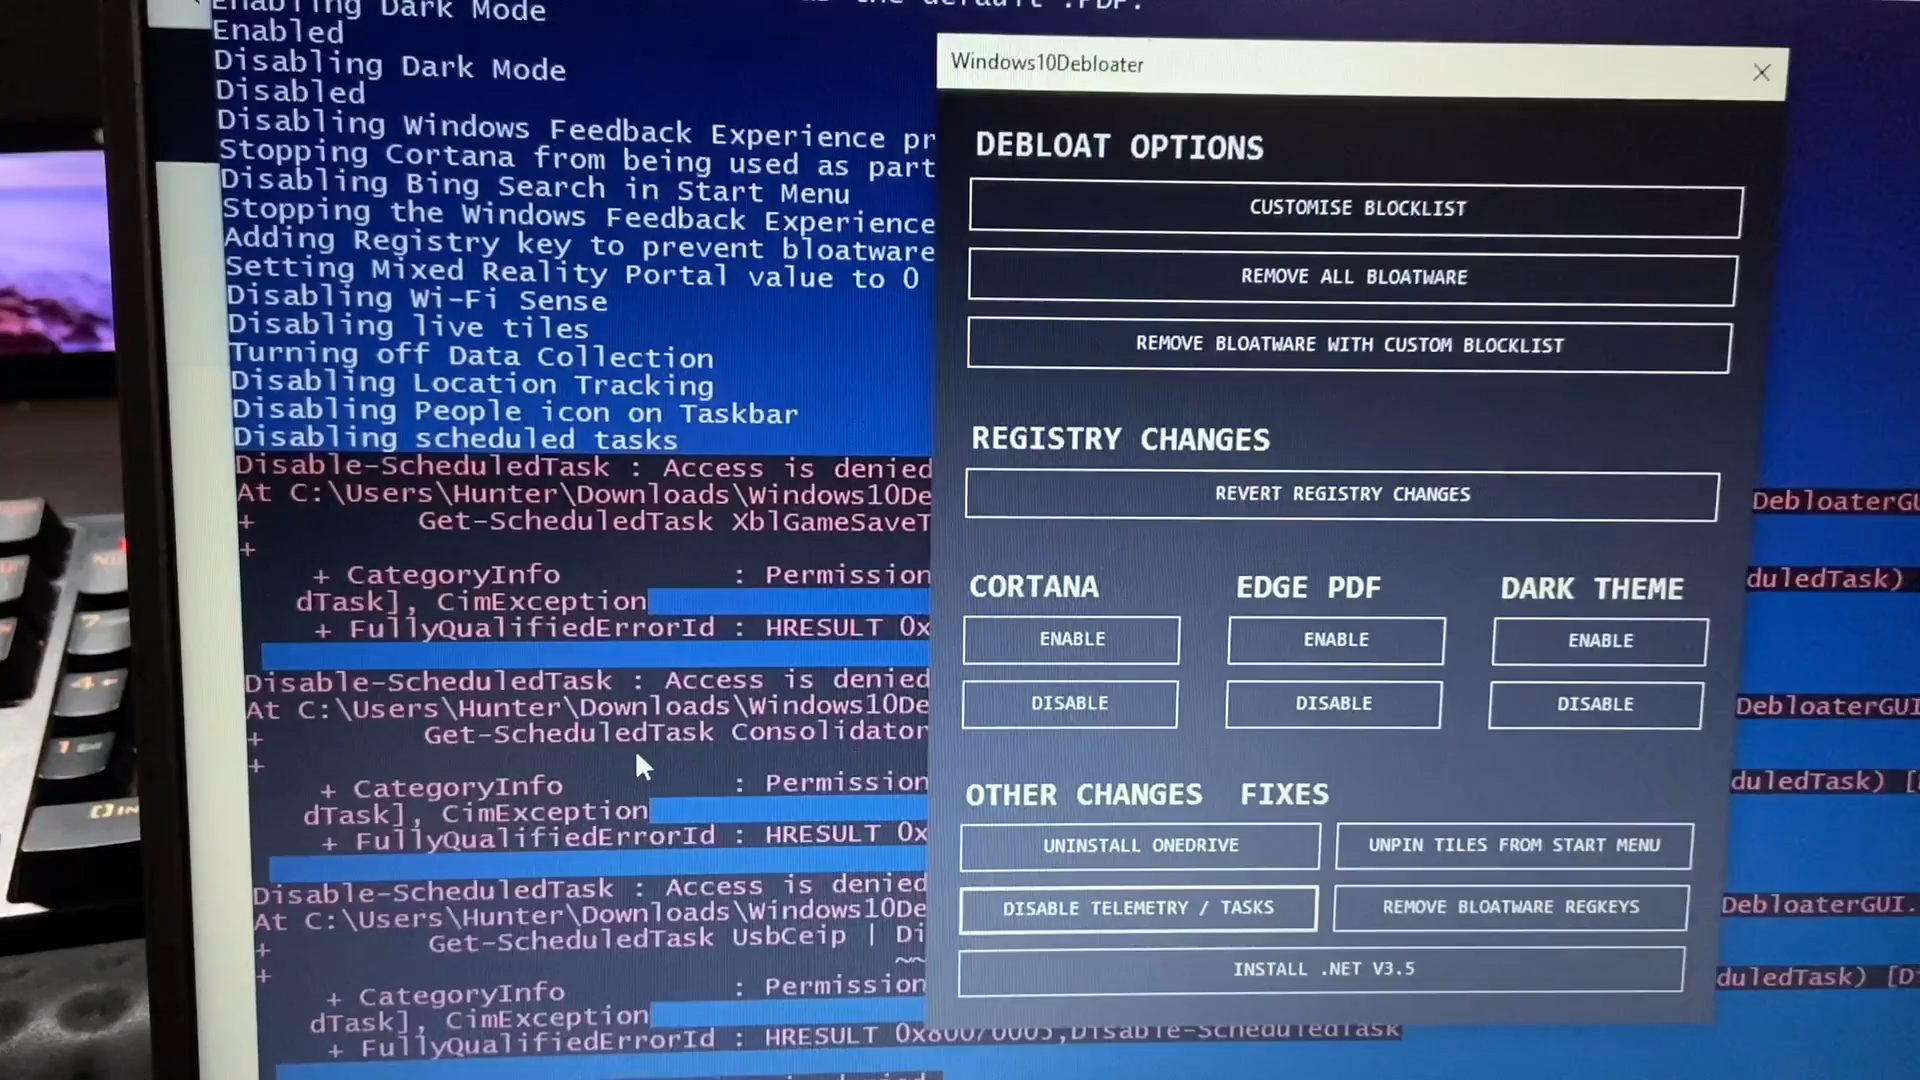 Enabling Dark Mode
the default .PDF.
Enabled
Disabling Dark Mode
Disabled
Disabling Windows Feedback Experience pr
Stopping Cortana from being used as part
Disabling Bing Search in Start Menu
Stopping the Windows Feedback Experience
Adding Registry key to prevent bloatware
Setting Mixed Reality Portal value to 0
Disabling Wi-Fi Sense
Disabling live tiles
Turning off Data Collection
Disabling Location Tracking
Disabling People icon on Taskbar
Disabling scheduled tasks
Disable-ScheduledTask : Access is denied
At C:\Users\Hunter\Downloads\Windows10De
DebloaterGU
+ Get-ScheduledTask XblGameSaveT
+
+ CategoryInfo : Permission
duledTask)
dTask], CimException
+ FullyQualifiedErrorId : HRESULT 0x
Disable-ScheduledTask : Access is denied
At C:\Users\Hunter\Downloads\Windows10De
DebloaterGUI
+ Get-ScheduledTask Consolidator
+
+ CategoryInfo : Permission
duledTask) [
dTask], CimException
+ FullyQualifiedErrorId : HRESULT 0x
Disable-ScheduledTask : Access is denied
At C:\Users\Hunter\Downloads\Windows10De
DebloaterGUI.
+ Get-ScheduledTask UsbCeip | Di
+ ~~
+ CategoryInfo : Permission
duledTask) [D
dTask], CimException
+ FullyQualifiedErrorId : HRESULT 0x80070005,Disable-ScheduledTask
Windows10Debloater
DEBLOAT OPTIONS
CUSTOMISE BLOCKLIST
REMOVE ALL BLOATWARE
REMOVE BLOATWARE WITH CUSTOM BLOCKLIST
REGISTRY CHANGES
REVERT REGISTRY CHANGES
CORTANA EDGE PDF DARK THEME
ENABLE ENABLE ENABLE
DISABLE DISABLE DISABLE
OTHER CHANGES FIXES
UNINSTALL ONEDRIVE UNPIN TILES FROM START MENU
DISABLE TELEMETRY / TASKS REMOVE BLOATWARE REGKEYS
INSTALL .NET V3.5